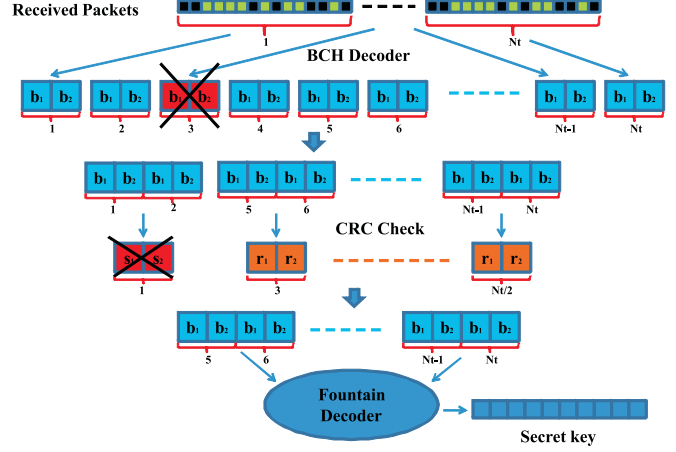 Received Packets
1 Nt
BCH Decoder
b₁ b₂ b₁ b₂ b₁ b₂ b₁ b₂ b₁ b₂ b₁ b₂ b₁ b₂ b₁ b₂
1 2 3 4 5 6 Nt-1 Nt
b₁ b₂ b₁ b₂ b₁ b₂ b₁ b₂ b₁ b₂ b₁ b₂
1 2 5 6 Nt-1 Nt
CRC Check
s₁ s₂ r₁ r₂ r₁ r₂
1 3 Nt/2
b₁ b₂ b₁ b₂ b₁ b₂ b₁ b₂
5 6 Nt-1 Nt
Fountain
Decoder
Secret key